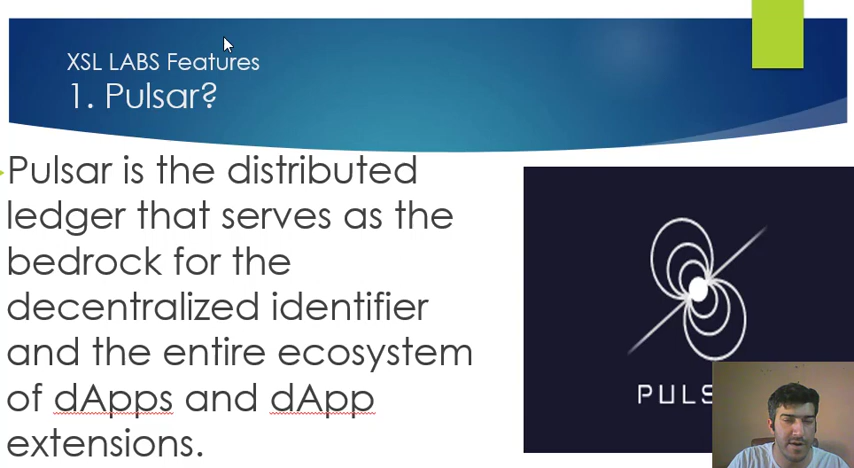 XSL LABS Features
1. Pulsar?
Pulsar is the distributed
ledger that serves as the
bedrock for the
decentralized identifier
and the entire ecosystem
of dApps and dApp
extensions.
PULS